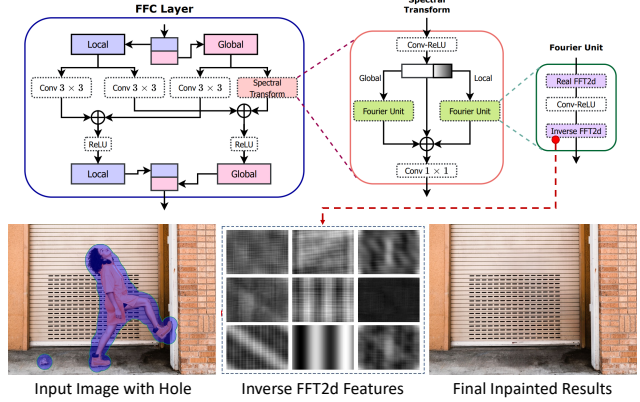 FFC Layer
Local
Global
Conv 3 × 3
Conv 3 × 3
Conv 3 × 3
Spectral
Transform
ReLU
ReLU
Local
Global
Spectral
Transform
Conv-ReLU
Global
Local
Fourier Unit
Fourier Unit
Conv 1 × 1
Fourier Unit
Real FFT2d
Conv-ReLU
Inverse FFT2d
Input Image with Hole
Inverse FFT2d Features
Final Inpainted Results